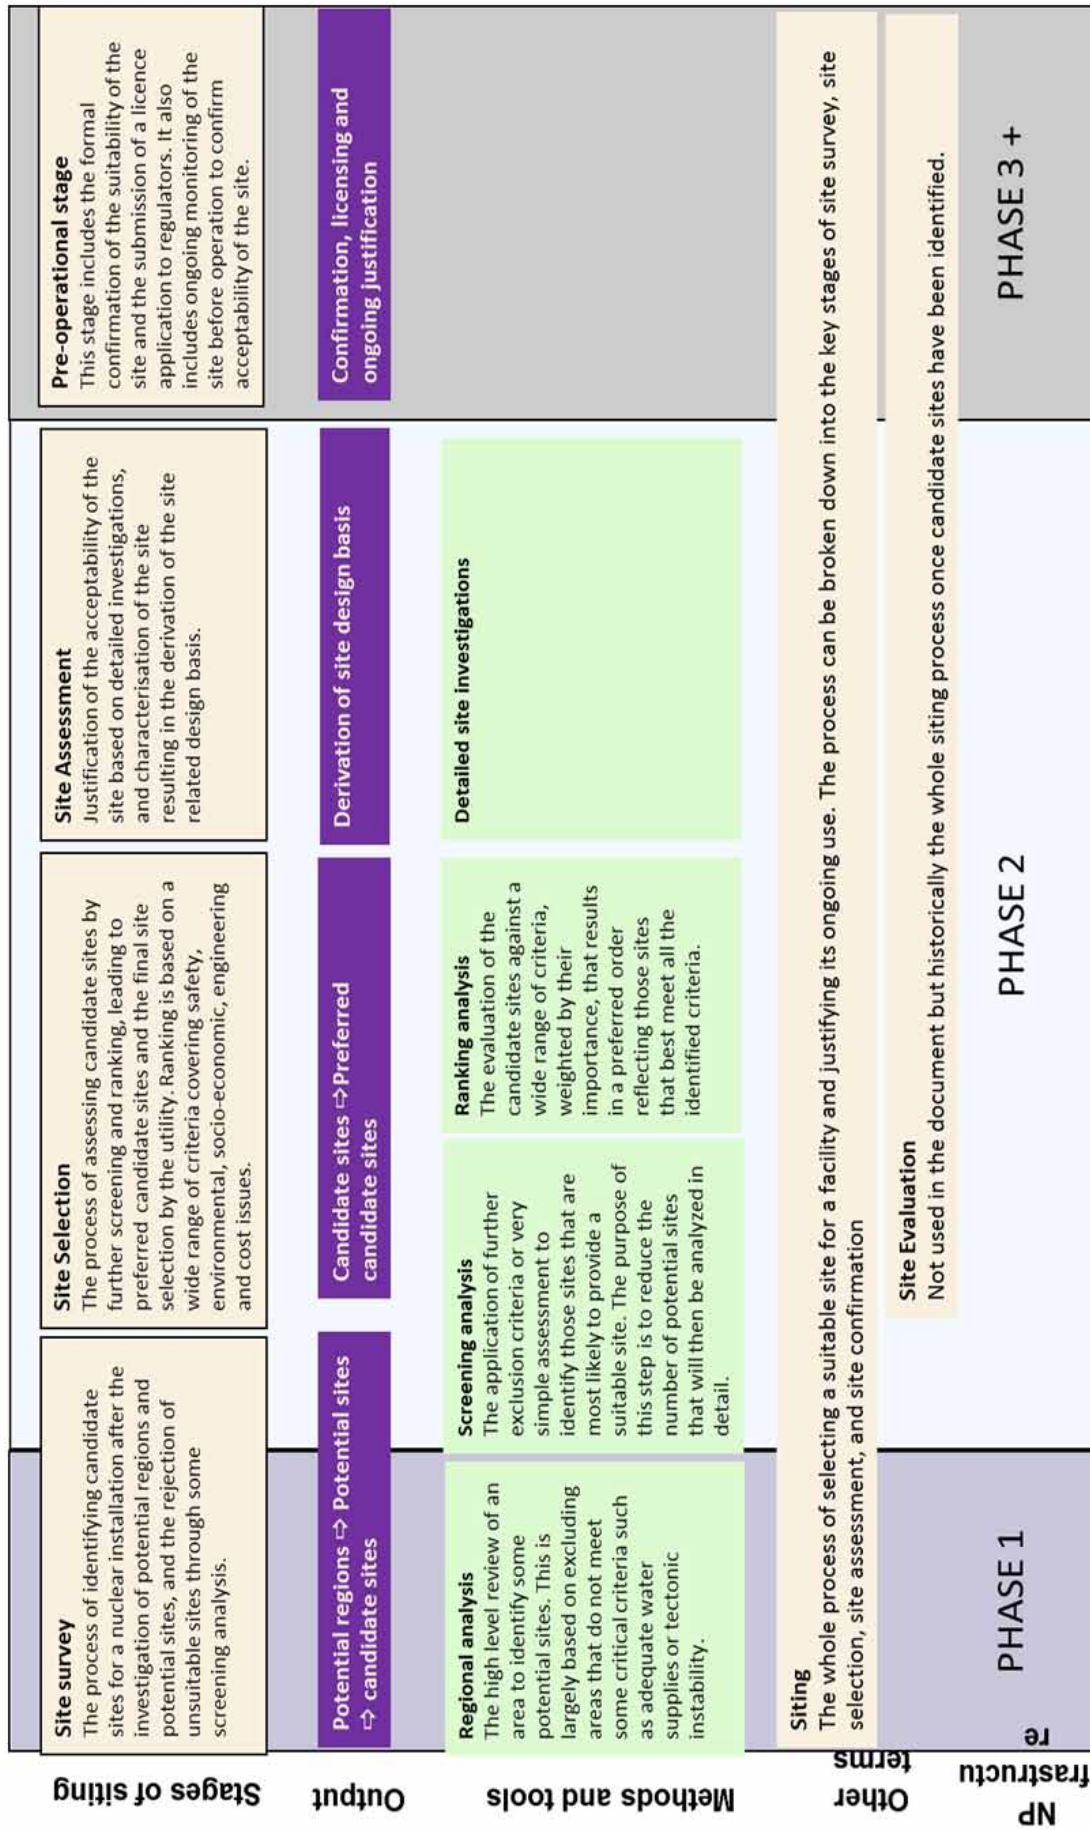 Stages of siting
Site survey
The process of identifying candidate
sites for a nuclear installation after the
investigation of potential regions and
potential sites, and the rejection of
unsuitable sites through some
screening analysis.
Site Selection
The process of assessing candidate sites by
further screening and ranking, leading to
preferred candidate sites and the final site
selection by the utility. Ranking is based on a
wide range of criteria covering safety,
environmental, socio-economic, engineering
and cost issues.
Site Assessment
Justification of the acceptability of the
site based on detailed investigations,
and characterisation of the site
resulting in the derivation of the site
related design basis.
Pre-operational stage
This stage includes the formal
confirmation of the suitability of the
site and the submission of a licence
application to regulators. It also
includes ongoing monitoring of the
site before operation to confirm
acceptability of the site.
Output
Potential regions ⇨ Potential sites
⇨ candidate sites
Candidate sites ⇨Preferred
candidate sites
Derivation of site design basis
Confirmation, licensing and
ongoing justification
Methods and tools
Regional analysis
The high level review of an
area to identify some
potential sites. This is
largely based on excluding
areas that do not meet
some critical criteria such
as adequate water
supplies or tectonic
instability.
Screening analysis
The application of further
exclusion criteria or very
simple assessment to
identify those sites that are
most likely to provide a
suitable site. The purpose of
this step is to reduce the
number of potential sites
that will then be analyzed in
detail.
Ranking analysis
The evaluation of the
candidate sites against a
wide range of criteria,
weighted by their
importance, that results
in a preferred order
reflecting those sites
that best meet all the
identified criteria.
Detailed site investigations
Other
terms
Siting
The whole process of selecting a suitable site for a facility and justifying its ongoing use. The process can be broken down into the key stages of site survey, site
selection, site assessment, and site confirmation
Site Evaluation
Not used in the document but historically the whole siting process once candidate sites have been identified.
NP
frastructu
re
PHASE 1
PHASE 2
PHASE 3 +